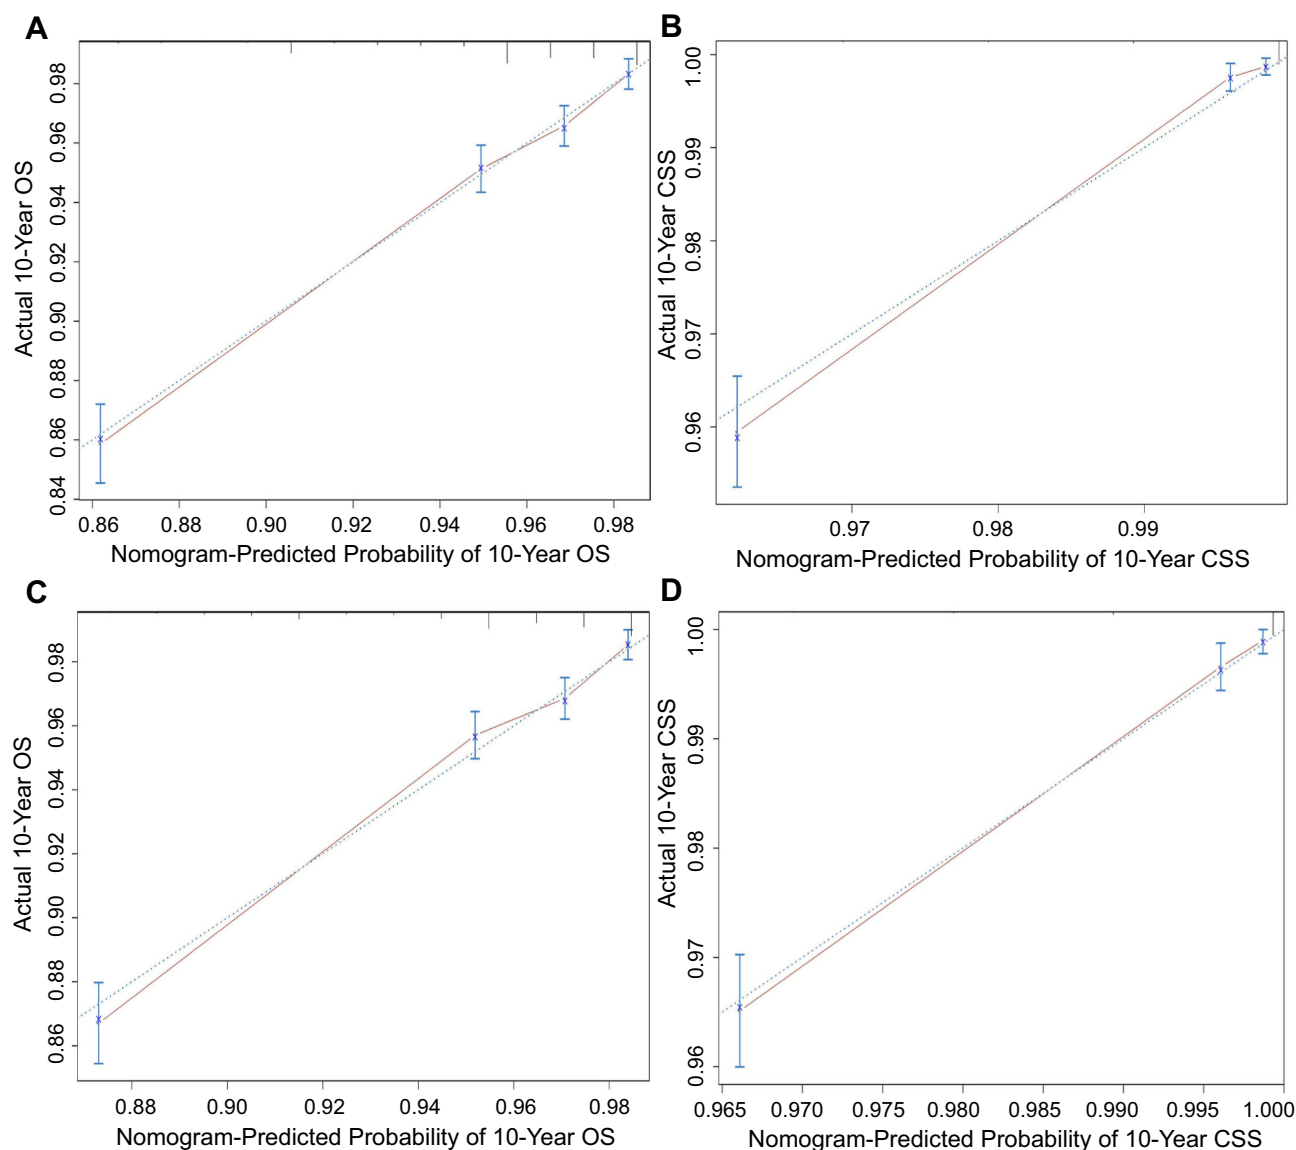 A
Actual 10-Year OS
0.98
0.96
0.94
0.92
0.90
0.88
0.86
0.84
0.86 0.88 0.90 0.92 0.94 0.96 0.98
Nomogram-Predicted Probability of 10-Year OS
B
Actual 10-Year CSS
1.00
0.99
0.98
0.97
0.96
0.97 0.98 0.99
Nomogram-Predicted Probability of 10-Year CSS
C
Actual 10-Year OS
0.98
0.96
0.94
0.92
0.90
0.88
0.86
0.88 0.90 0.92 0.94 0.96 0.98
Nomogram-Predicted Probability of 10-Year OS
D
Actual 10-Year CSS
1.00
0.99
0.98
0.97
0.96
0.965 0.970 0.975 0.980 0.985 0.990 0.995 1.000
Nomogram-Predicted Probability of 10-Year CSS